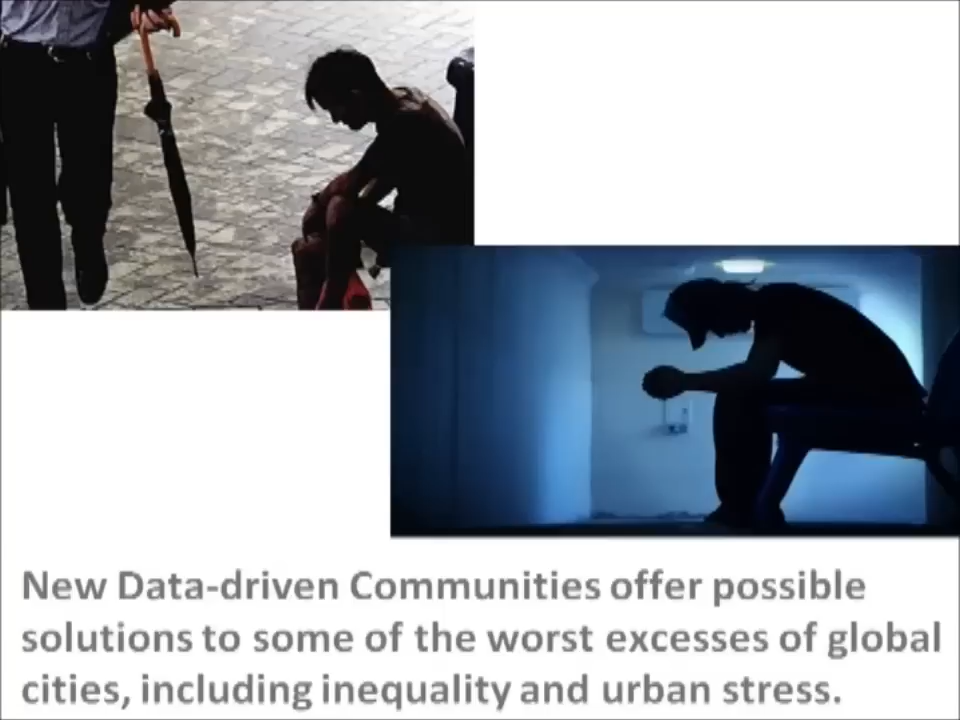 New Data-driven Communities offer possible
solutions to some of the worst excesses of global
cities, including inequality and urban stress.